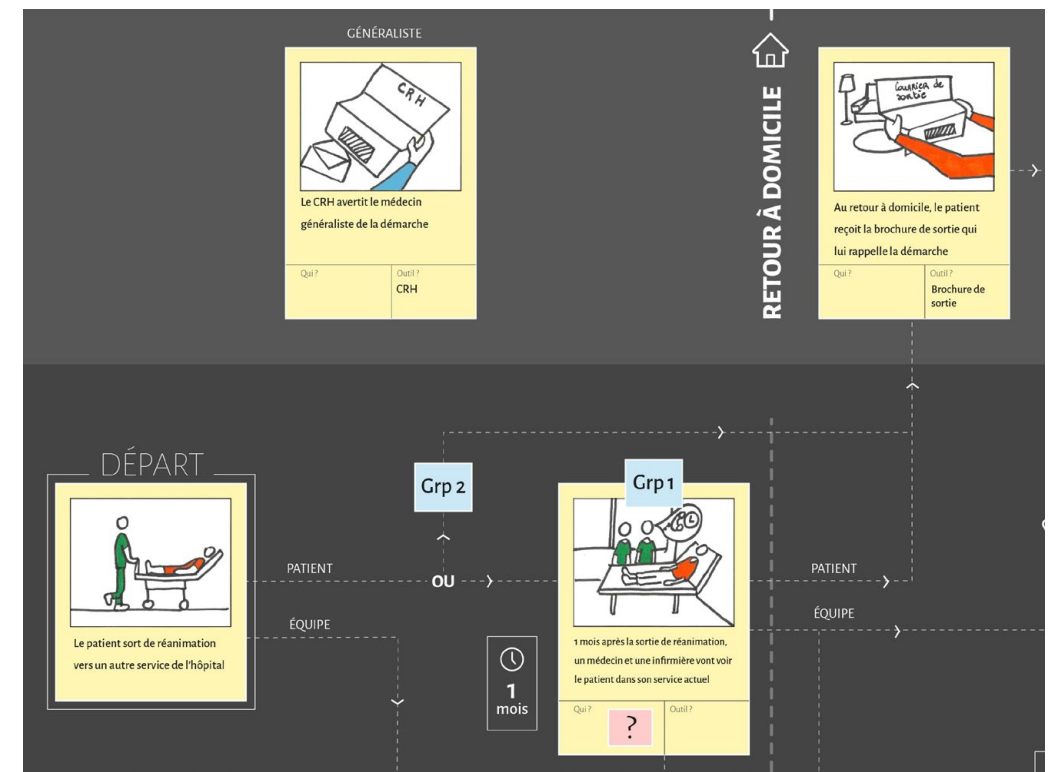 GÉNÉRALISTE
CRH
Le CRH avertit le médecin
généraliste de la démarche
Qui ?
Outil ?
CRH
RETOUR À DOMICILE
Courrier de
sortie
Au retour à domicile, le patient
reçoit la brochure de sortie qui
lui rappelle la démarche
Qui ?
Outil ?
Brochure de
sortie
DÉPART
Le patient sort de réanimation
vers un autre service de l'hôpital
PATIENT
ÉQUIPE
Grp 2
OU
1
mois
Grp 1
1 mois après la sortie de réanimation,
un médecin et une infirmière vont voir
le patient dans son service actuel
Qui ?
?
Outil ?
PATIENT
ÉQUIPE